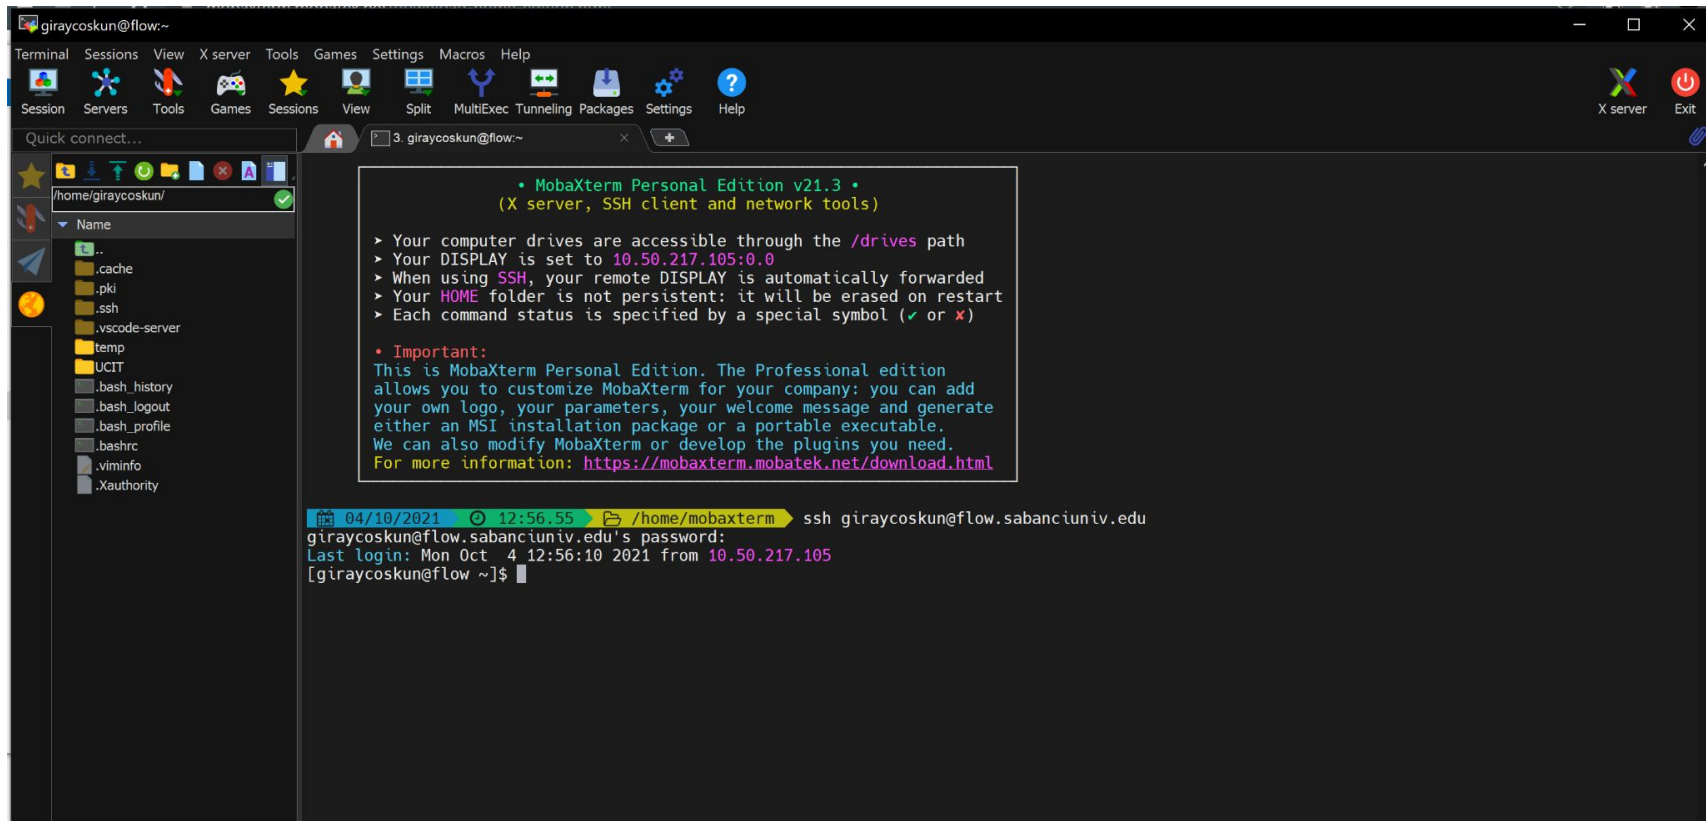 giraycoskun@flow:~
Terminal Sessions View X server Tools Games Settings Macros Help
Session Servers Tools Games Sessions View Split MultiExec Tunneling Packages Settings Help X server Exit
Quick connect...
3. giraycoskun@flow:~
/home/giraycoskun/
Name
..
.cache
.pki
.ssh
.vscode-server
temp
UCIT
.bash_history
.bash_logout
.bash_profile
.bashrc
.viminfo
.Xauthority
• MobaXterm Personal Edition v21.3 •
(X server, SSH client and network tools)
➤ Your computer drives are accessible through the /drives path
➤ Your DISPLAY is set to 10.50.217.105:0.0
➤ When using SSH, your remote DISPLAY is automatically forwarded
➤ Your HOME folder is not persistent: it will be erased on restart
➤ Each command status is specified by a special symbol (✔ or ✘)
• Important:
This is MobaXterm Personal Edition. The Professional edition
allows you to customize MobaXterm for your company: you can add
your own logo, your parameters, your welcome message and generate
either an MSI installation package or a portable executable.
We can also modify MobaXterm or develop the plugins you need.
For more information: https://mobaxterm.mobatek.net/download.html
04/10/2021 12:56.55 /home/mobaxterm ssh giraycoskun@flow.sabanciuniv.edu
giraycoskun@flow.sabanciuniv.edu's password:
Last login: Mon Oct  4 12:56:10 2021 from 10.50.217.105
[giraycoskun@flow ~]$